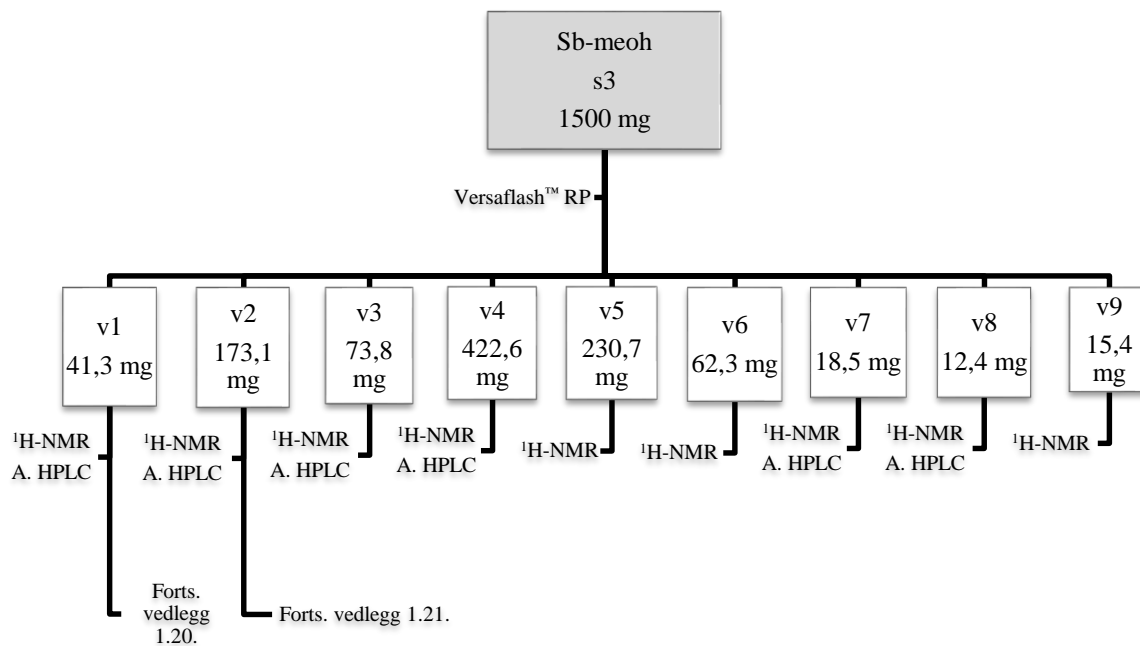 Sb-meoh
s3
1500 mg
Versaflash™ RP
v1
41,3 mg
v2
173,1
mg
v3
73,8
mg
v4
422,6
mg
v5
230,7
mg
v6
62,3 mg
v7
18,5 mg
v8
12,4 mg
v9
15,4
mg
¹H-NMR
A. HPLC
¹H-NMR
A. HPLC
¹H-NMR
A. HPLC
¹H-NMR
A. HPLC
¹H-NMR
¹H-NMR
¹H-NMR
A. HPLC
¹H-NMR
A. HPLC
¹H-NMR
Forts.
vedlegg
1.20.
Forts. vedlegg 1.21.